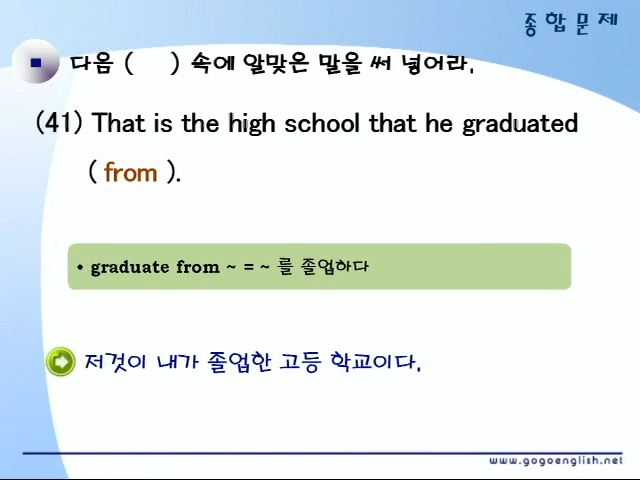 종합문제
다음 (    ) 속에 알맞은 말을 써 넣어라.
(41) That is the high school that he graduated
( from ).
• graduate from ~ = ~ 를 졸업하다
저것이 내가 졸업한 고등 학교이다.
www.gogoenglish.net